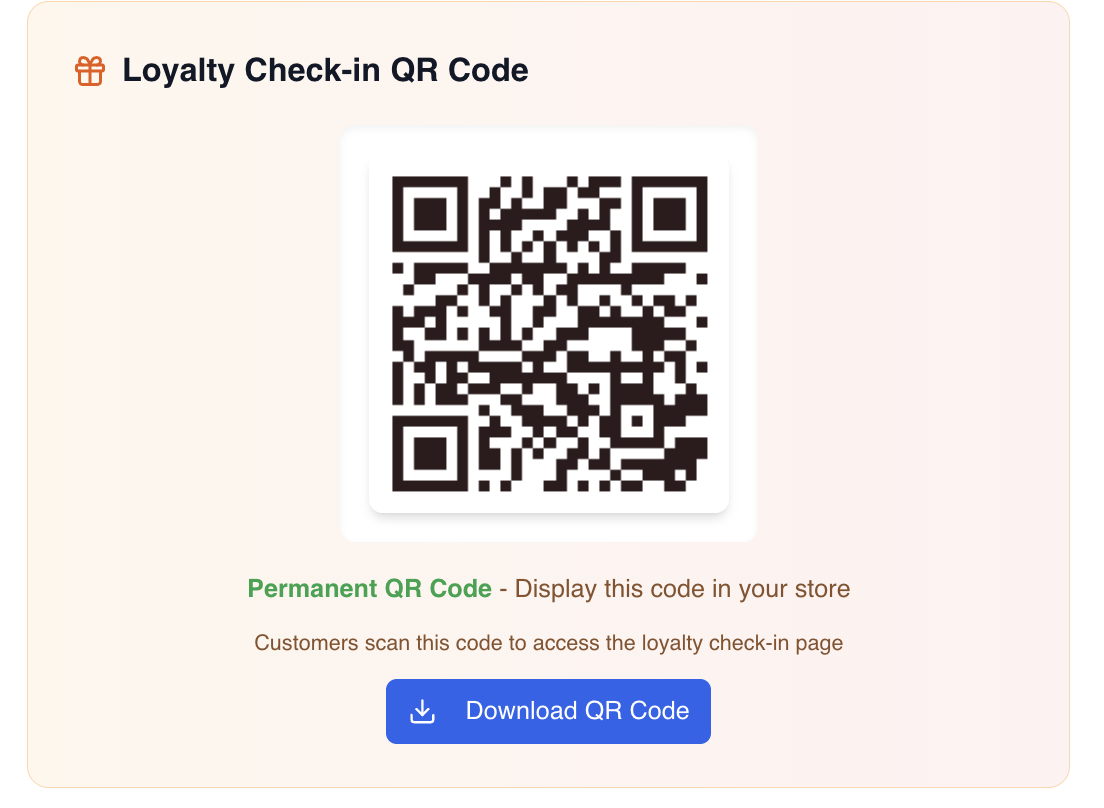 Loyalty Check-in QR Code
Permanent QR Code - Display this code in your store
Customers scan this code to access the loyalty check-in page
Download QR Code